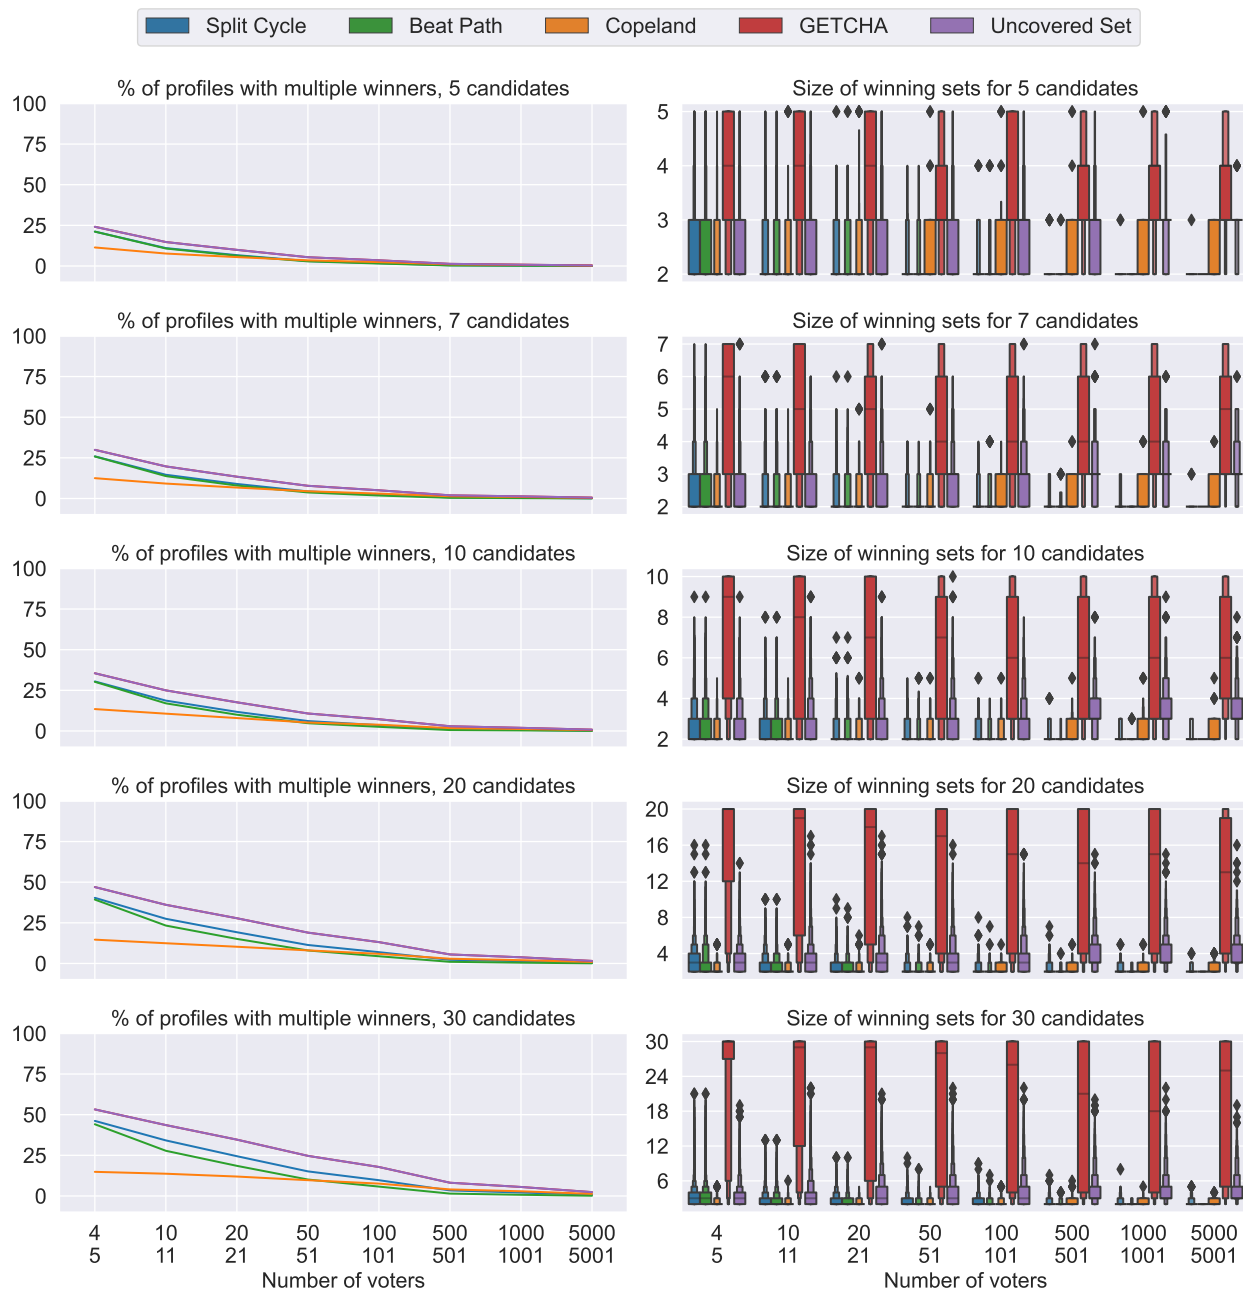 Split Cycle Beat Path Copeland GETCHA Uncovered Set
% of profiles with multiple winners, 5 candidates
100
75
50
25
0
Size of winning sets for 5 candidates
5
4
3
2
% of profiles with multiple winners, 7 candidates
100
75
50
25
0
Size of winning sets for 7 candidates
7
6
5
4
3
2
% of profiles with multiple winners, 10 candidates
100
75
50
25
0
Size of winning sets for 10 candidates
10
8
6
4
2
% of profiles with multiple winners, 20 candidates
100
75
50
25
0
Size of winning sets for 20 candidates
20
16
12
8
4
% of profiles with multiple winners, 30 candidates
100
75
50
25
0
4 10 20 50 100 500 1000 5000
5 11 21 51 101 501 1001 5001
Number of voters
Size of winning sets for 30 candidates
30
24
18
12
6
4 10 20 50 100 500 1000 5000
5 11 21 51 101 501 1001 5001
Number of voters